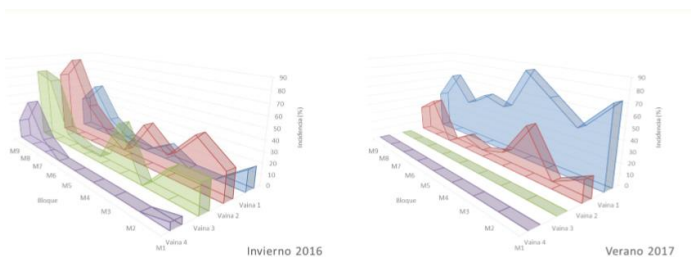 90
80
70
60
50
40
30
20
10
0
Incidencia (%)
M9
M8
M7
M6
M5
M4
M3
M2
M1
Bloque
Vaina 1
Vaina 2
Vaina 3
Vaina 4
Invierno 2016
90
80
70
60
50
40
30
20
10
0
Incidencia (%)
M9
M8
M7
M6
M5
M4
M3
M2
M1
Bloque
Vaina 1
Vaina 2
Vaina 3
Vaina 4
Verano 2017